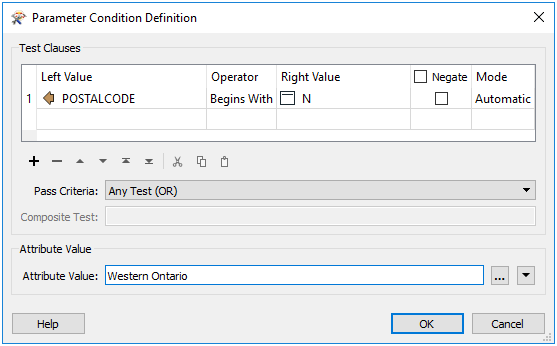 Parameter Condition Definition
Test Clauses
Left Value Operator Right Value Negate Mode
1 POSTALCODE Begins With N Automatic
Pass Criteria: Any Test (OR)
Composite Test:
Attribute Value
Attribute Value: Western Ontario ...
Help OK Cancel